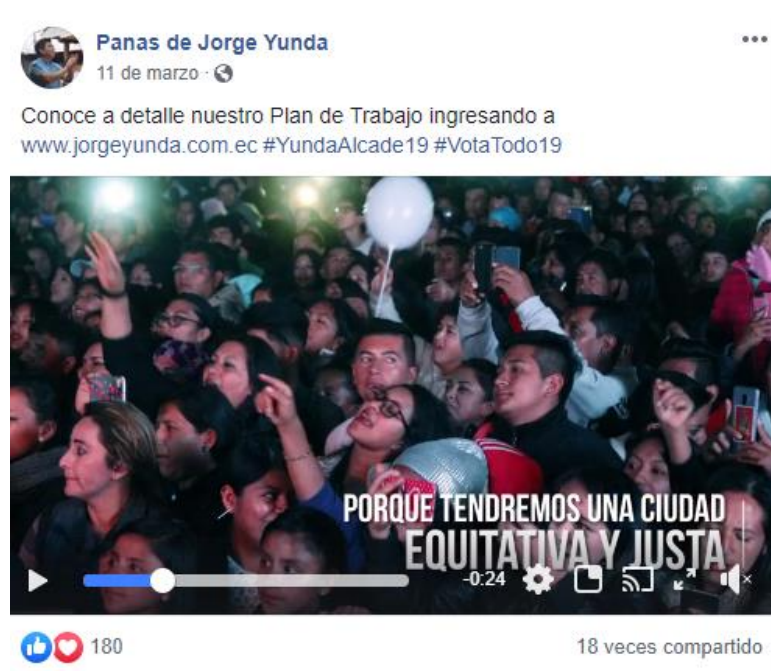 Panas de Jorge Yunda
11 de marzo ·
Conoce a detalle nuestro Plan de Trabajo ingresando a
www.jorgeyunda.com.ec #YundaAlcade19 #VotaTodo19
PORQUE TENDREMOS UNA CIUDAD
EQUITATIVA Y JUSTA
-0:24
180
18 veces compartido